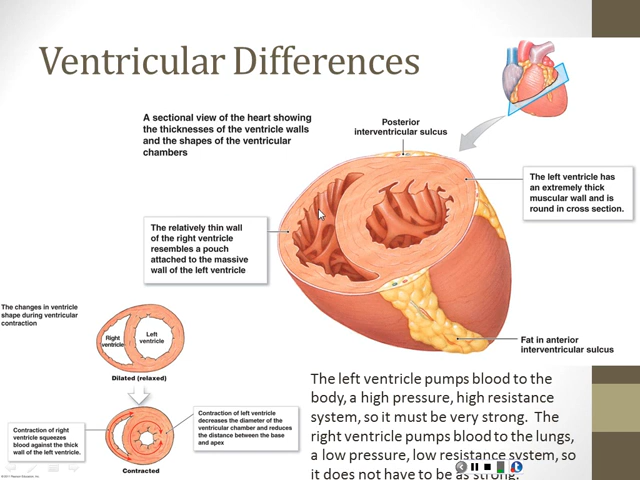 Ventricular Differences
A sectional view of the heart showing
the thicknesses of the ventricle walls
and the shapes of the ventricular
chambers
Posterior
interventricular sulcus
The left ventricle has
an extremely thick
muscular wall and is
round in cross section.
The relatively thin wall
of the right ventricle
resembles a pouch
attached to the massive
wall of the left ventricle
The changes in ventricle
shape during ventricular
contraction
Right
ventricle
Left
ventricle
Dilated (relaxed)
Fat in anterior
interventricular sulcus
Contraction of right
ventricle squeezes
blood against the thick
wall of the left ventricle.
Contraction of left ventricle
decreases the diameter of the
ventricular chamber and reduces
the distance between the base
and apex
Contracted
The left ventricle pumps blood to the
body, a high pressure, high resistance
system, so it must be very strong.  The
right ventricle pumps blood to the lungs,
a low pressure, low resistance system, so
it does not have to be as strong.
© 2011 Pearson Education, Inc.